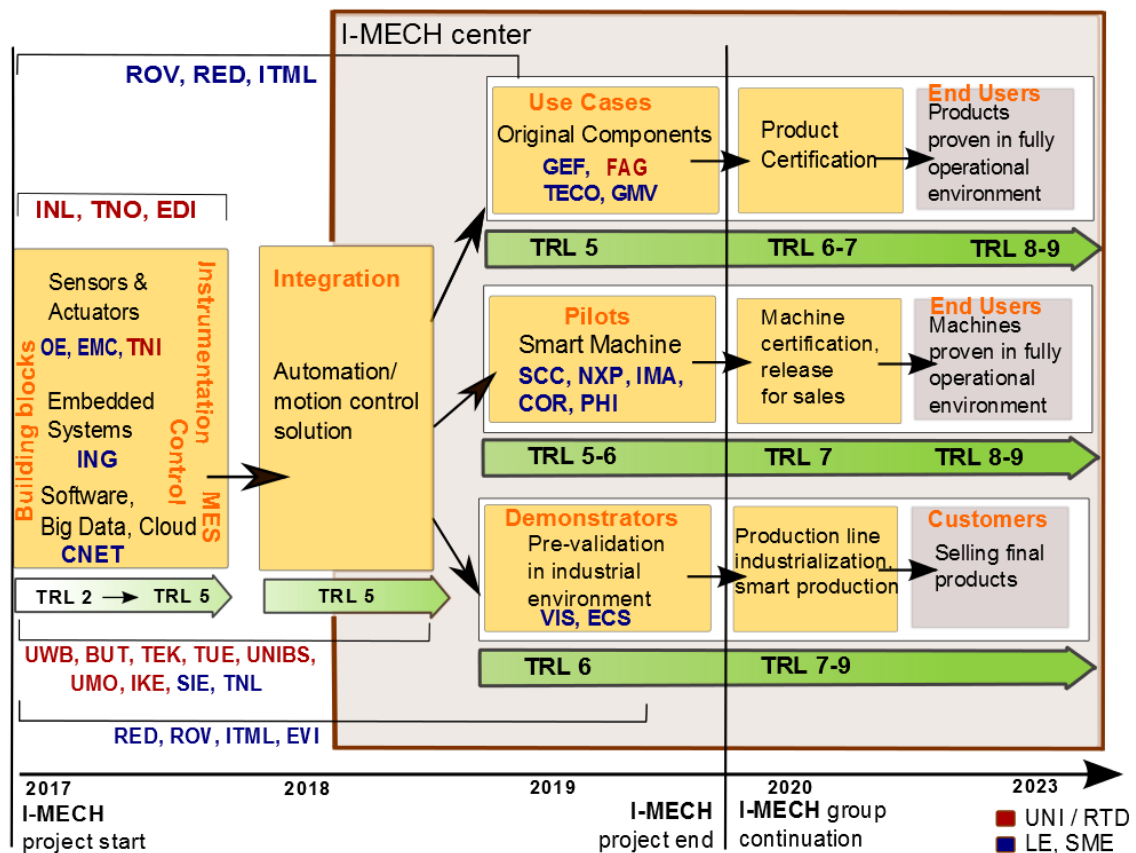 I-MECH center
ROV, RED, ITML
Use Cases
Original Components
GEF, FAG
TECO, GMV
Product
Certification
End Users
Products
proven in fully
operational
environment
TRL 5
TRL 6-7
TRL 8-9
INL, TNO, EDI
Building blocks
Sensors &
Actuators
OE, EMC, TNI
Embedded
Systems
ING
Software,
Big Data, Cloud
CNET
Instrumentation
Control
MES
TRL 2
TRL 5
Integration
Automation/
motion control
solution
TRL 5
Pilots
Smart Machine
SCC, NXP, IMA,
COR, PHI
Machine
certification,
release
for sales
End Users
Machines
proven in fully
operational
environment
TRL 5-6
TRL 7
TRL 8-9
Demonstrators
Pre-validation
in industrial
environment
VIS, ECS
Production line
industrialization,
smart production
Customers
Selling final
products
TRL 6
TRL 7-9
UWB, BUT, TEK, TUE, UNIBS,
UMO, IKE, SIE, TNL
RED, ROV, ITML, EVI
2017
2018
2019
2020
2023
I-MECH
project start
I-MECH
project end
I-MECH group
continuation
UNI / RTD
LE, SME